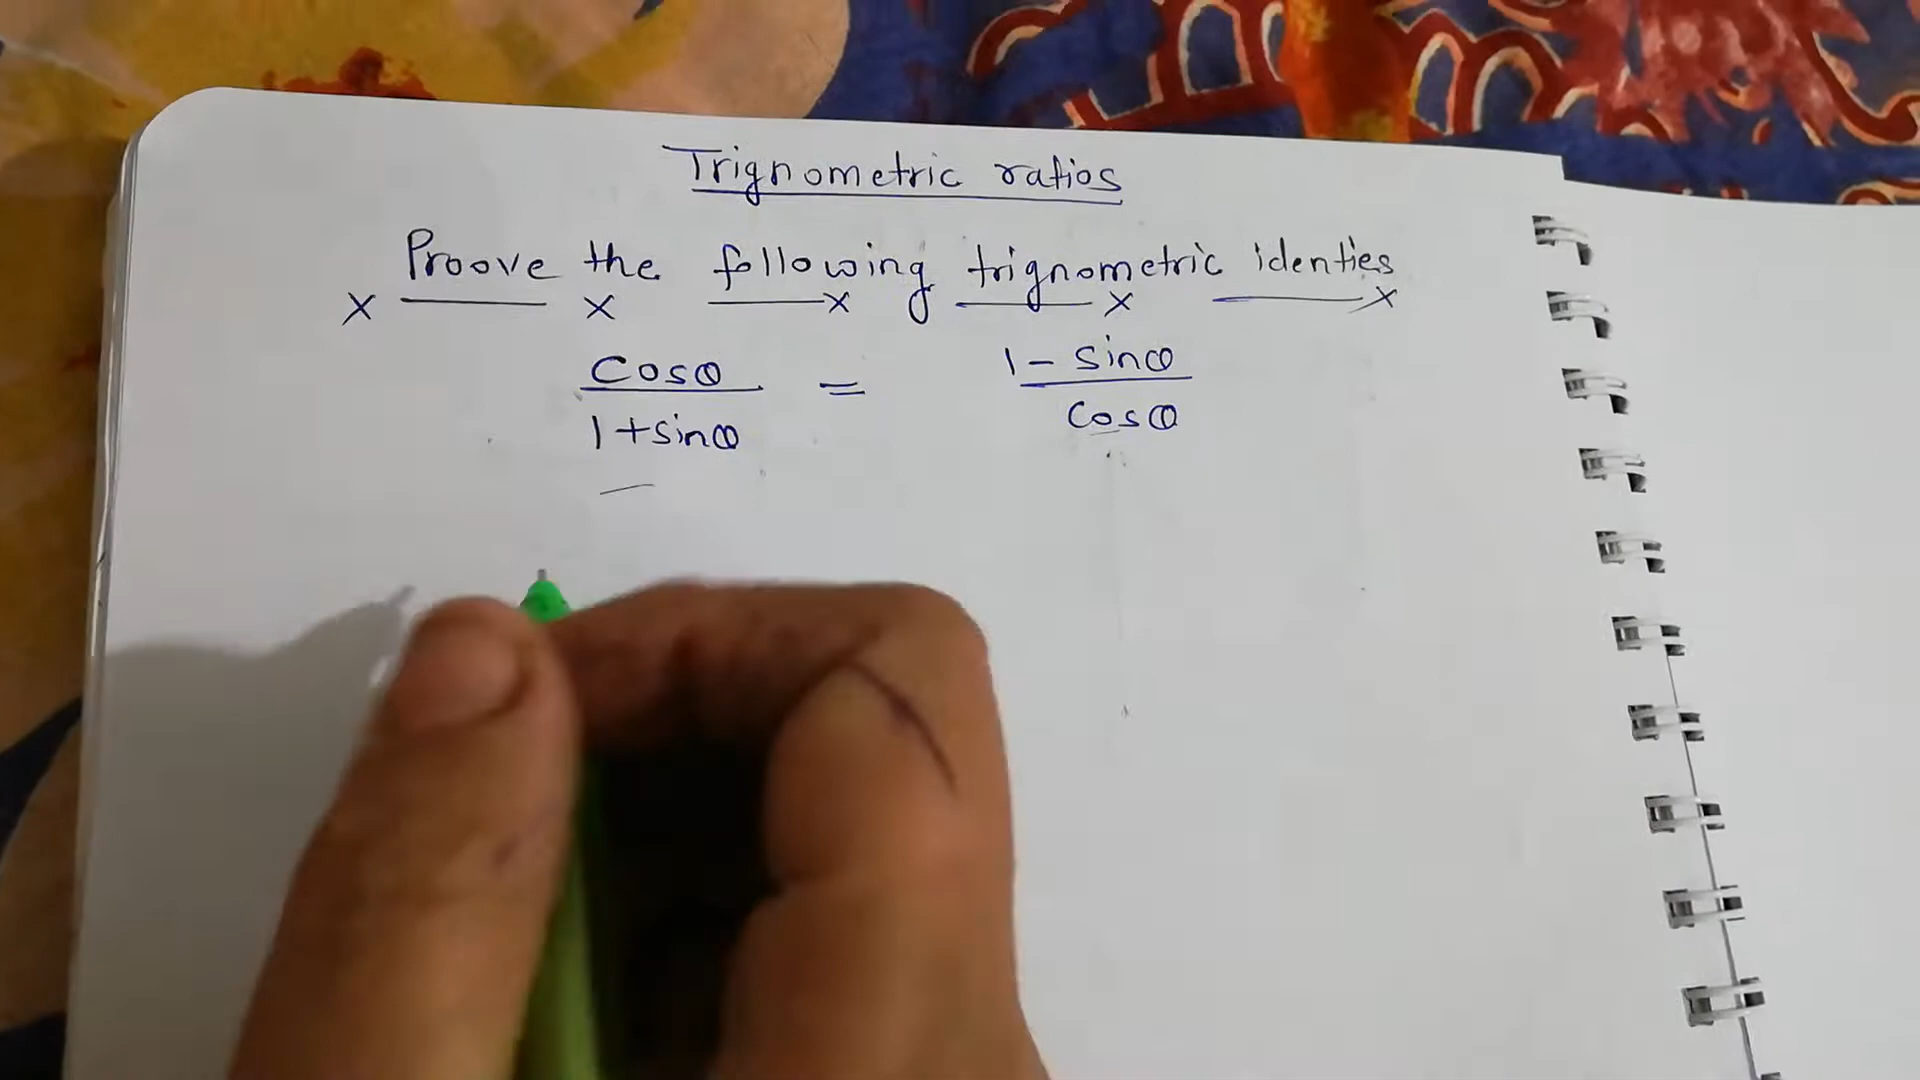 Trignometric ratios
Proove the following trignometric identies
x x x x x
Cosθ / 1+sinθ = 1 - Sinθ / Cosθ